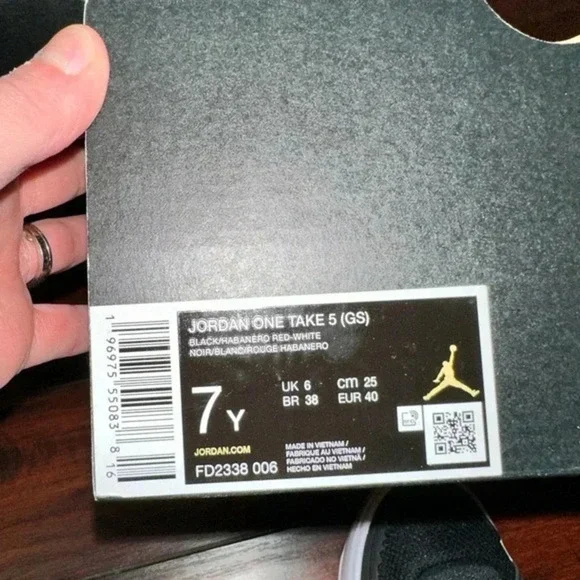 JORDAN ONE TAKE 5 (GS)
BLACK/HABANERO RED-WHITE
NOIR/BLANC/ROUGE HABANERO
7Y
UK 6 CM 25
BR 38 EUR 40
JORDAN.COM
FD2338 006
MADE IN VIETNAM /
FABRIQUÉ AU VIETNAM /
FABRICADO NO VIETNÃ /
HECHO EN VIETNAM
1 96975 55083 8 16